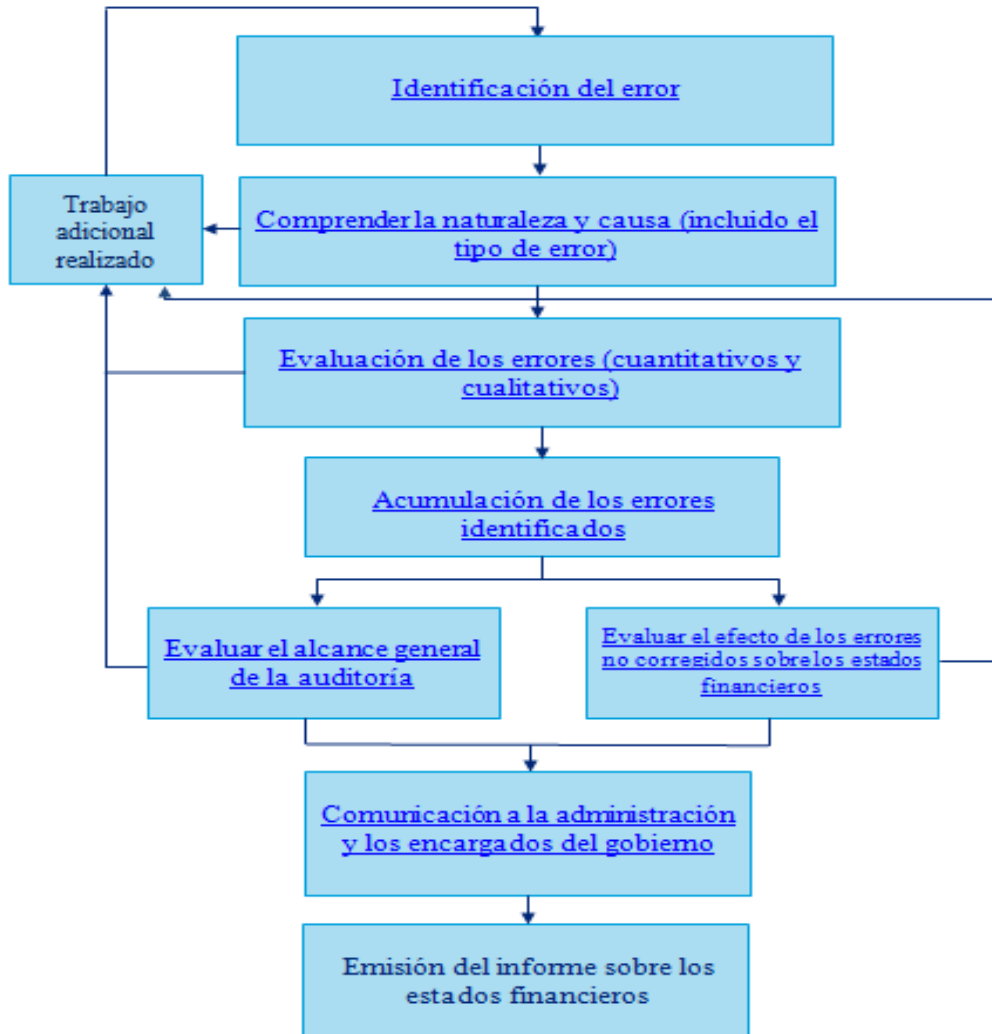 Identificación del error
Trabajo
adicional
realizado
Comprender la naturaleza y causa (incluido el
tipo de error)
Evaluación de los errores (cuantitativos y
cualitativos)
Acumulación de los errores
identificados
Evaluar el alcance general
de la auditoría
Evaluar el efecto de los errores
no corregidos sobre los estados
financieros
Comunicación a la administración
y los encargados del gobierno
Emisión del informe sobre los
estados financieros